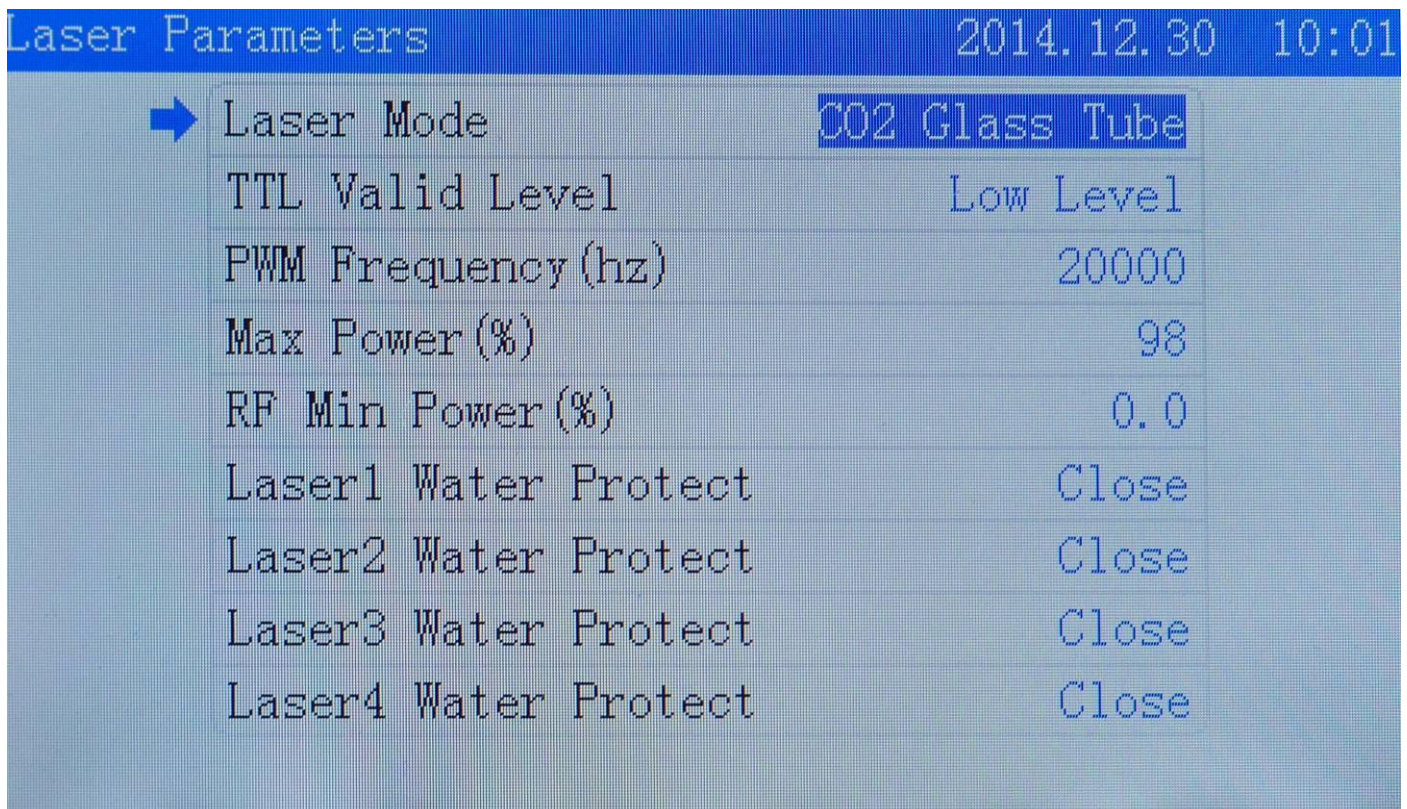 Laser Parameters 2014.12.30 10:01
Laser Mode CO2 Glass Tube
TTL Valid Level Low Level
PWM Frequency(hz) 20000
Max Power(%) 98
RF Min Power(%) 0.0
Laser1 Water Protect Close
Laser2 Water Protect Close
Laser3 Water Protect Close
Laser4 Water Protect Close